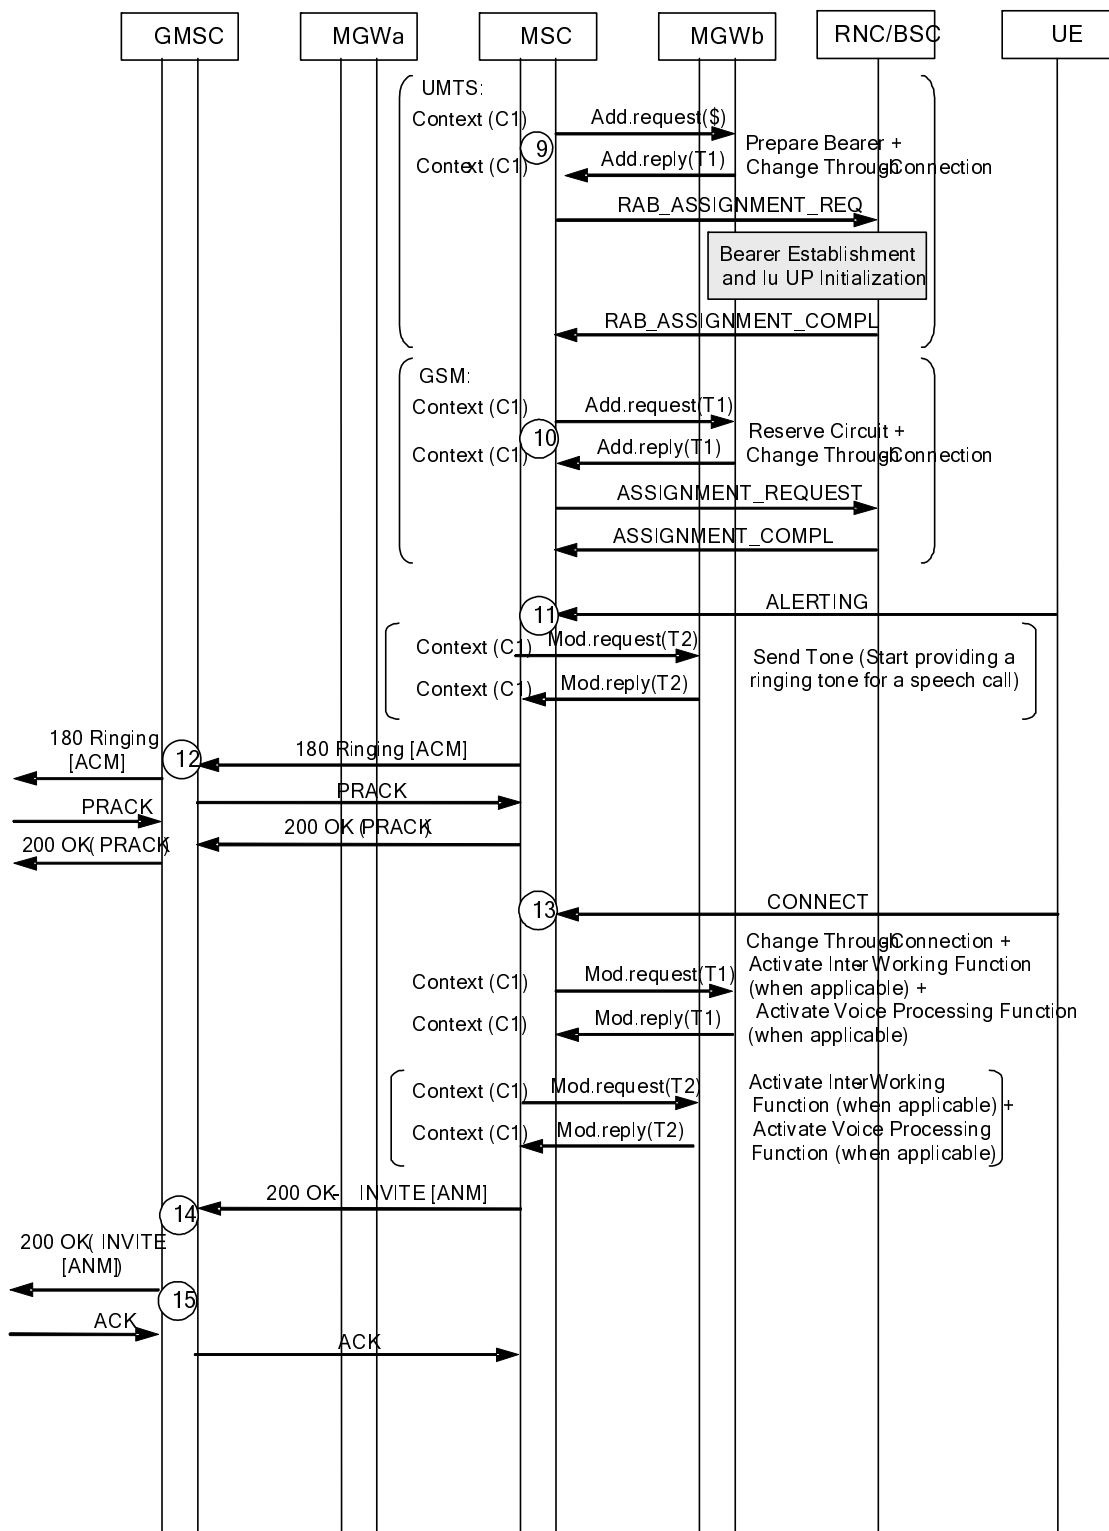 GMSC
MGWa
MSC
MGWb
RNC/BSC
UE
UMTS:
Context (C1)
Add.request($)
9
Prepare Bearer +
Context (C1)
Add.reply(T1)
Change Through-Connection
RAB_ASSIGNMENT_REQ
Bearer Establishment
and Iu UP Initialization
RAB_ASSIGNMENT_COMPL
GSM:
Context (C1)
Add.request(T1)
10
Reserve Circuit +
Context (C1)
Add.reply(T1)
Change Through-Connection
ASSIGNMENT_REQUEST
ASSIGNMENT_COMPL
ALERTING
11
Context (C1)
Mod.request(T2)
Send Tone (Start providing a
ringing tone for a speech call)
Context (C1)
Mod.reply(T2)
180 Ringing
[ACM]
12
180 Ringing [ACM]
PRACK
PRACK
200 OK (PRACK)
200 OK( PRACK)
CONNECT
13
Change Through-Connection +
Activate Inter-Working Function
(when applicable) +
Activate Voice Processing Function
(when applicable)
Context (C1)
Mod.request(T1)
Context (C1)
Mod.reply(T1)
Context (C1)
Mod.request(T2)
Activate Inter-Working
Function (when applicable) +
Activate Voice Processing
Function (when applicable)
Context (C1)
Mod.reply(T2)
200 OK- INVITE [ANM]
14
200 OK( INVITE
[ANM])
15
ACK
ACK